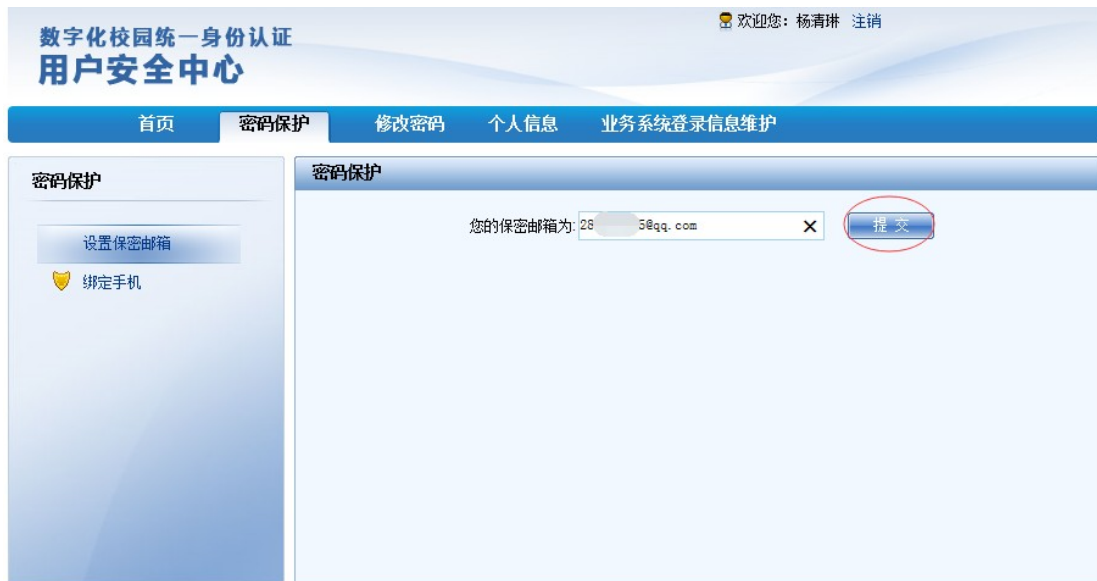 欢迎您：杨清琳 注销
数字化校园统一身份认证
用户安全中心
首页 密码保护 修改密码 个人信息 业务系统登录信息维护
密码保护
设置保密邮箱
绑定手机
密码保护
您的保密邮箱为: 28 5@qq.com 提 交